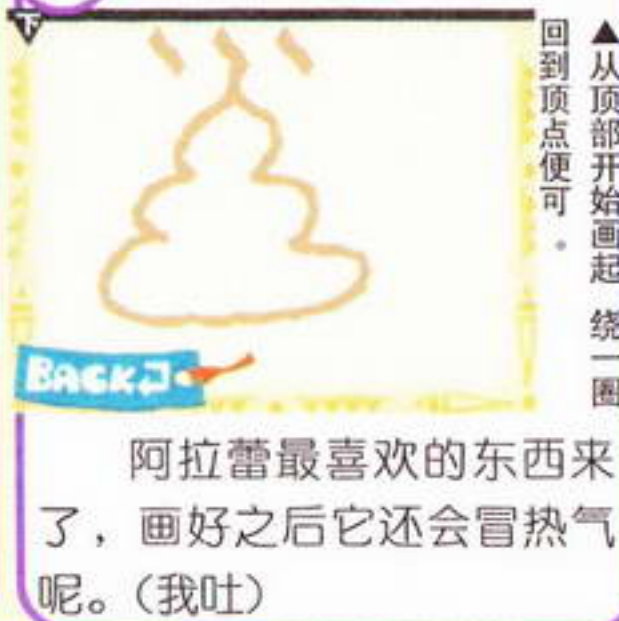 下
▲从顶部开始画起 绕一圈
回到顶点便可。
BACK
阿拉蕾最喜欢的东西来
了，画好之后它还会冒热气
呢。(我吐)